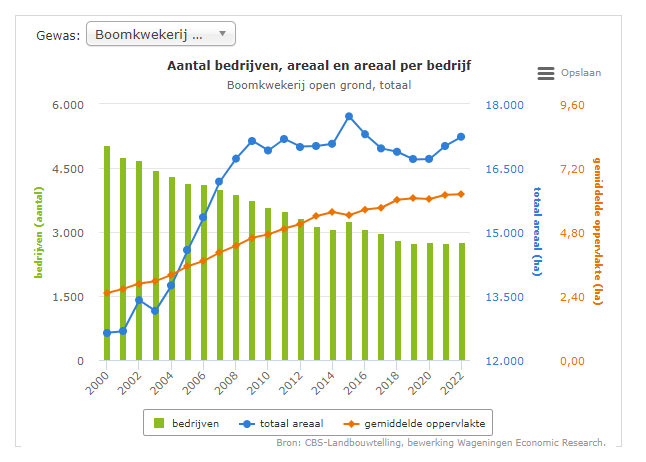 Gewas: Boomkwekerij ...
Aantal bedrijven, areaal en areaal per bedrijf
Boomkwekerij open grond, totaal
Opslaan
6.000 18.000 9,60
4.500 16.500 7,20
3.000 15.000 4,80
1.500 13.500 2,40
0 12.000 0,00
bedrijven (aantal)
totaal areaal (ha)
gemiddelde oppervlakte (ha)
2000 2002 2004 2006 2008 2010 2012 2014 2016 2018 2020 2022
bedrijven totaal areaal gemiddelde oppervlakte
Bron: CBS-Landbouwtelling, bewerking Wageningen Economic Research.